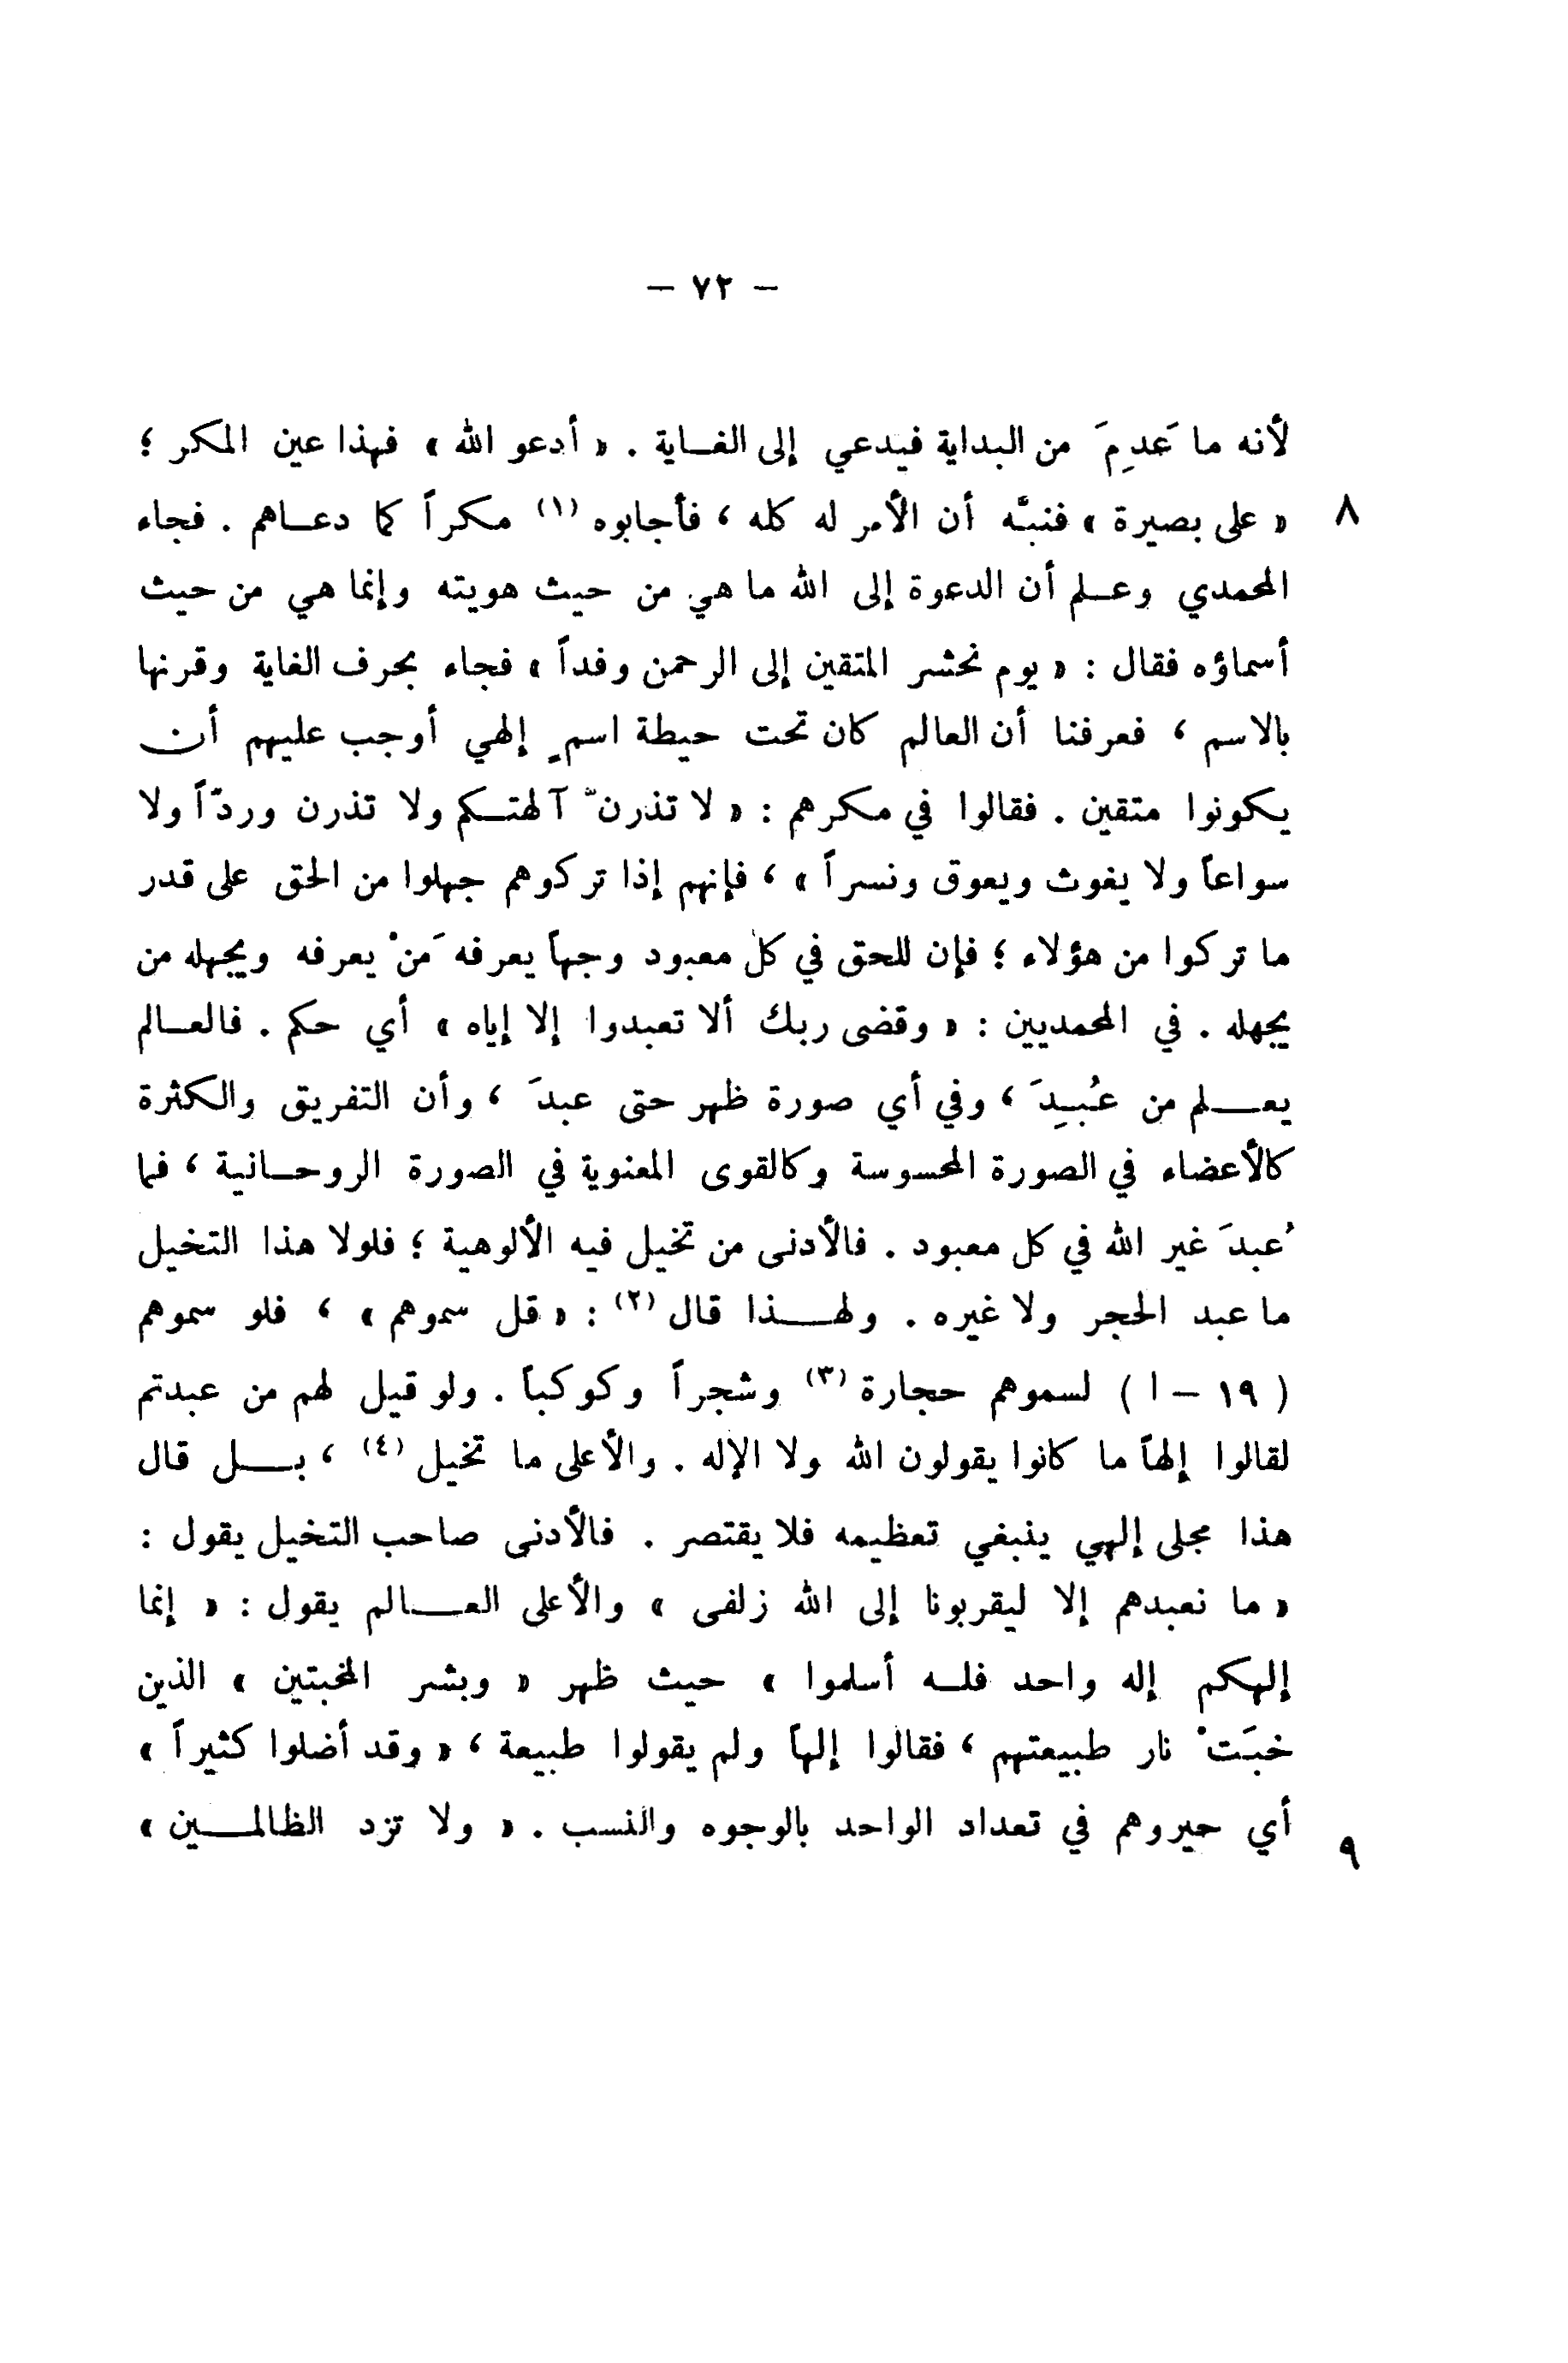 — ٧٢ —
لأنه ما عَدِمَ من البداية فيدعي إلى الغاية . « أدعو الله » فهذا عين المكر ؛
٨ « على بصيرة » فنبَّه أن الأمر له كله ، فأجابوه (١) مكراً كما دعاهم . فجاء
المحمدي وعلم أن الدعوة إلى الله ما هي من حيث هويته وإنما هي من حيث
أسماؤه فقال : « يوم نحشر المتقين إلى الرحمن وفداً » فجاء بحرف الغاية وقرنها
بالاسم ، فعرفنا أن العالم كان تحت حيطة اسمٍ إلهي أوجب عليهم أن
يكونوا متقين . فقالوا في مكرهم : « لا تذرنّ آلهتكم ولا تذرن وردّاً ولا
سواعاً ولا يغوث ويعوق ونسراً » ، فإنهم إذا تركوهم جهلوا من الحق على قدر
ما تركوا من هؤلاء ؛ فإن للحق في كل معبود وجهاً يعرفه مَنْ يعرفه ويجهله من
يجهله . في المحمديين : « وقضى ربك ألا تعبدوا إلا إياه » أي حكم . فالعالم
يعلم من عُبِدَ ، وفي أي صورة ظهر حتى عبدَ ، وأن التفريق والكثرة
كالأعضاء في الصورة المحسوسة وكالقوى المعنوية في الصورة الروحانية ، فما
عُبدَ غير الله في كل معبود . فالأدنى من تخيل فيه الألوهية ؛ فلولا هذا التخيل
ما عبد الحجر ولا غيره . ولهذا قال (٢) : « قل سموهم » ، فلو سموهم
( ١٩ – ا ) لسموهم حجارة (٣) وشجراً وكوكباً . ولو قيل لهم من عبدتم
لقالوا إلهاً ما كانوا يقولون الله ولا الإله . والأعلى ما تخيل (٤) ، بل قال
هذا مجلى إلهي ينبغي تعظيمه فلا يقتصر . فالأدنى صاحب التخيل يقول :
« ما نعبدهم إلا ليقربونا إلى الله زلفى » والأعلى العالم يقول : « إنما
إلهكم إله واحد فله أسلموا » حيث ظهر « وبشر المخبتين » الذين
خبَتْ نار طبيعتهم ، فقالوا إلهاً ولم يقولوا طبيعة ، « وقد أضلوا كثيراً »
٩ أي حيروهم في تعداد الواحد بالوجوه والنسب . « ولا تزد الظالمين »